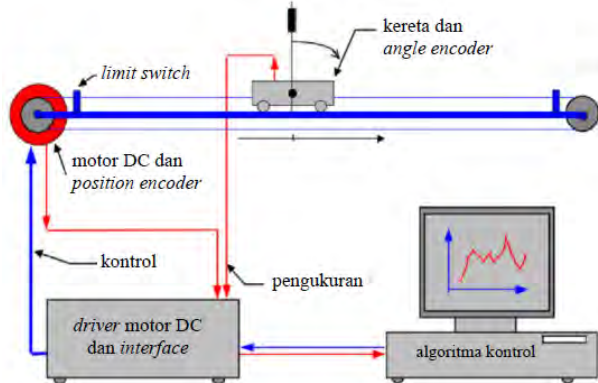 kereta dan
angle encoder
limit switch
motor DC dan
position encoder
kontrol
pengukuran
driver motor DC
dan interface
algoritma kontrol